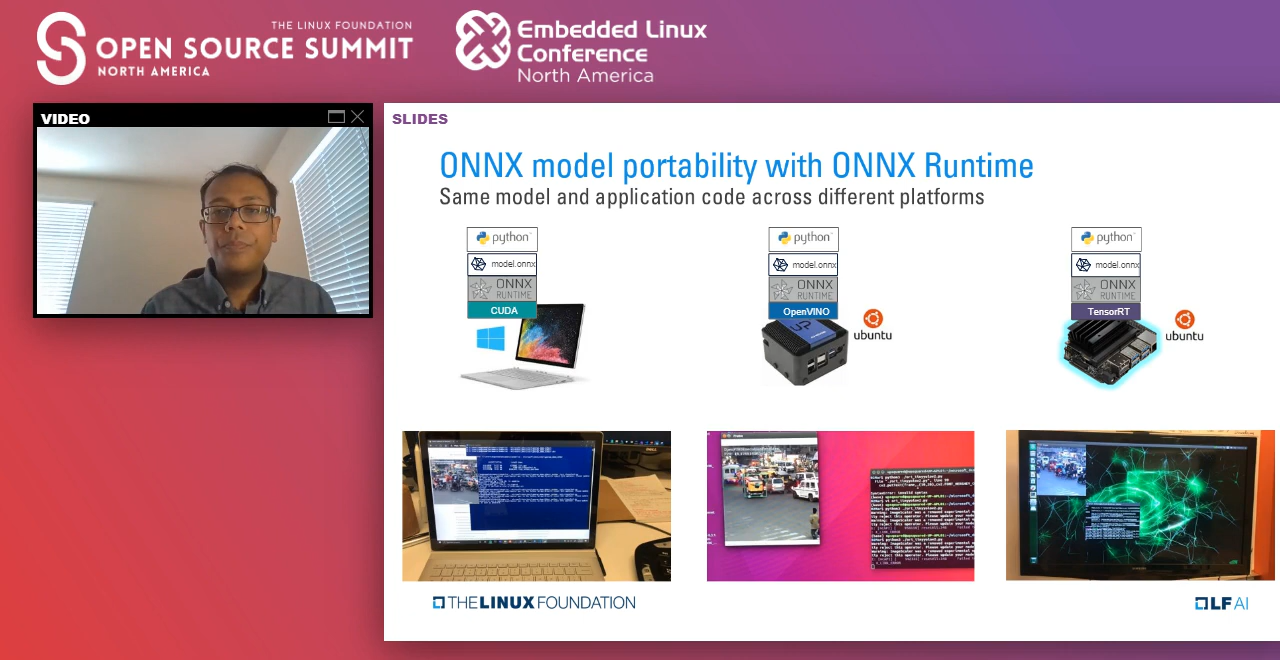 THE LINUX FOUNDATION
OPEN SOURCE SUMMIT
NORTH AMERICA
Embedded Linux
Conference
North America
VIDEO
SLIDES
ONNX model portability with ONNX Runtime
Same model and application code across different platforms
python
model.onnx
ONNX
RUNTIME
CUDA
python
model.onnx
ONNX
RUNTIME
OpenVINO
UP
ubuntu
python
model.onnx
ONNX
RUNTIME
TensorRT
ubuntu
THE LINUX FOUNDATION
LF AI